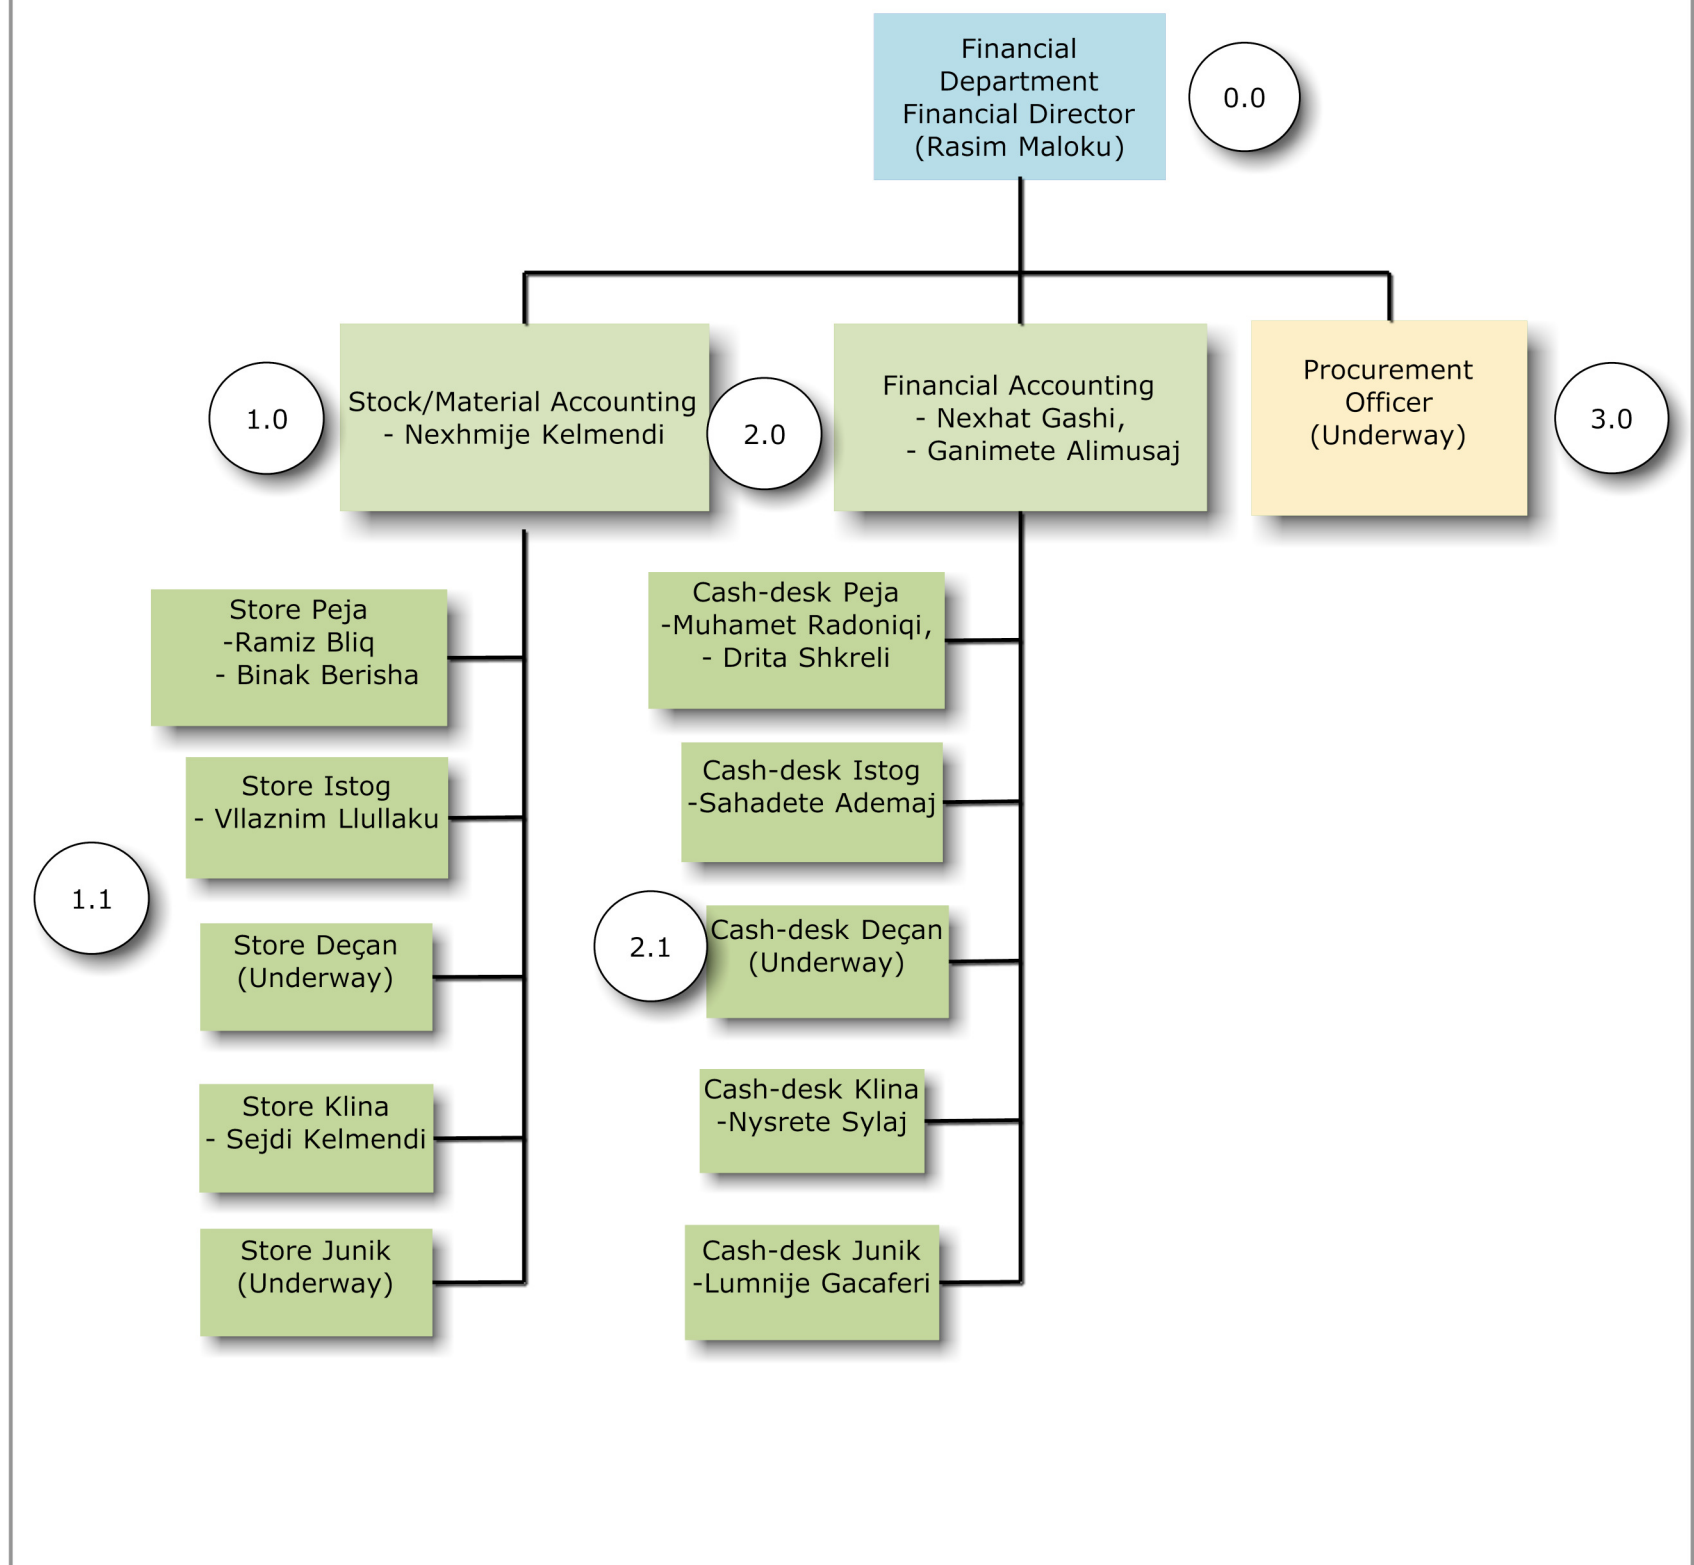 Financial
Department
Financial Director
(Rasim Maloku)
0.0
1.0
Stock/Material Accounting
- Nexhmije Kelmendi
2.0
Financial Accounting
- Nexhat Gashi,
- Ganimete Alimusaj
Procurement
Officer
(Underway)
3.0
Store Peja
-Ramiz Bliq
- Binak Berisha
Store Istog
- Vllaznim Llullaku
1.1
Store Deçan
(Underway)
Store Klina
- Sejdi Kelmendi
Store Junik
(Underway)
Cash-desk Peja
-Muhamet Radoniqi,
- Drita Shkreli
Cash-desk Istog
-Sahadete Ademaj
2.1
Cash-desk Deçan
(Underway)
Cash-desk Klina
-Nysrete Sylaj
Cash-desk Junik
-Lumnije Gacaferi